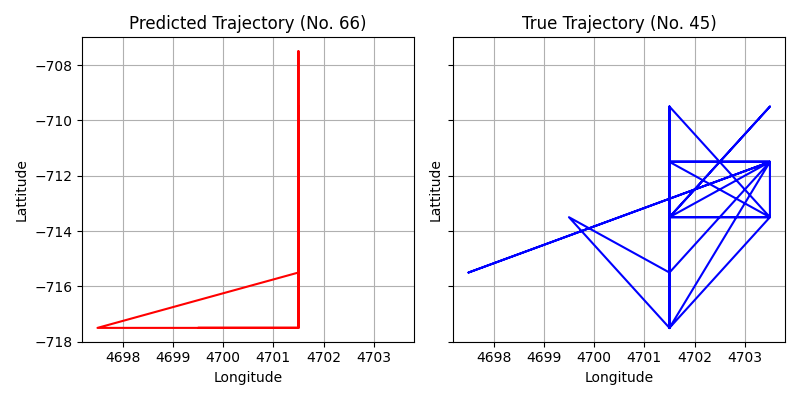 Predicted Trajectory (No. 66)
True Trajectory (No. 45)
−708
−710
−712
−714
−716
−718
Lattitude
Lattitude
4698 4699 4700 4701 4702 4703
4698 4699 4700 4701 4702 4703
Longitude
Longitude